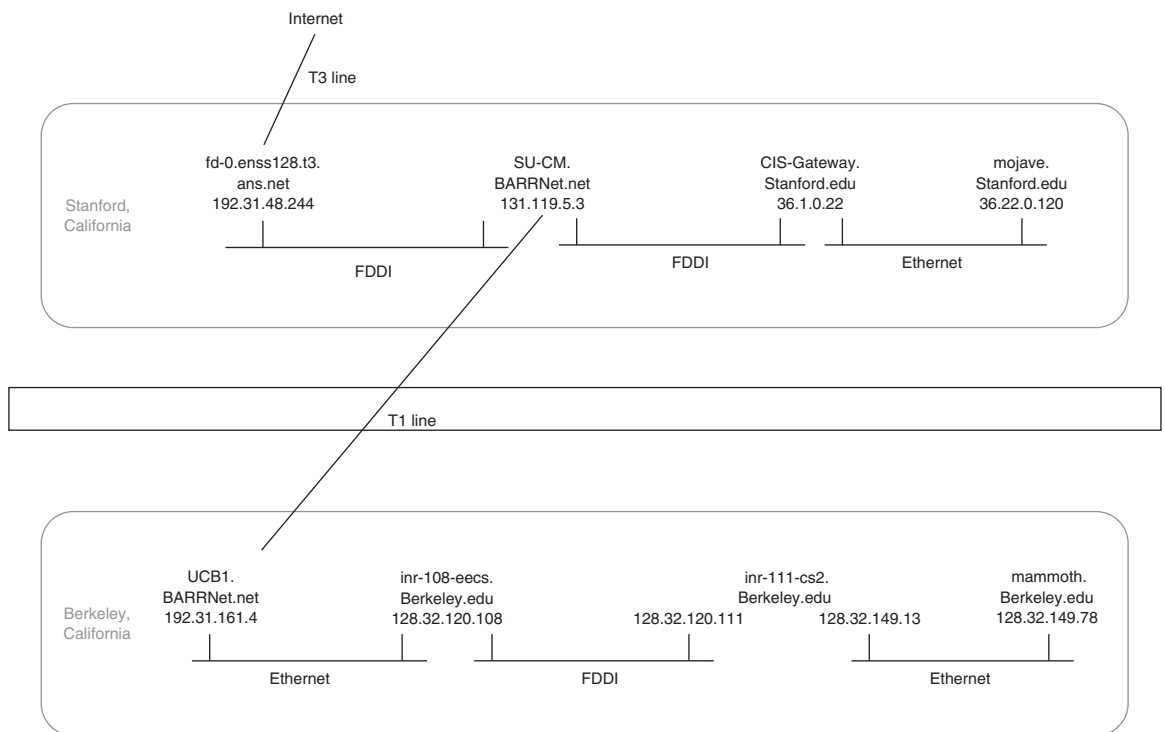 Internet
T3 line
fd-0.enss128.t3.
ans.net
192.31.48.244
SU-CM.
BARRNet.net
131.119.5.3
CIS-Gateway.
Stanford.edu
36.1.0.22
mojave.
Stanford.edu
36.22.0.120
Stanford,
California
FDDI
FDDI
Ethernet
T1 line
UCB1.
BARRNet.net
192.31.161.4
inr-108-eecs.
Berkeley.edu
128.32.120.108
128.32.120.111
inr-111-cs2.
Berkeley.edu
128.32.149.13
mammoth.
Berkeley.edu
128.32.149.78
Berkeley,
California
Ethernet
FDDI
Ethernet